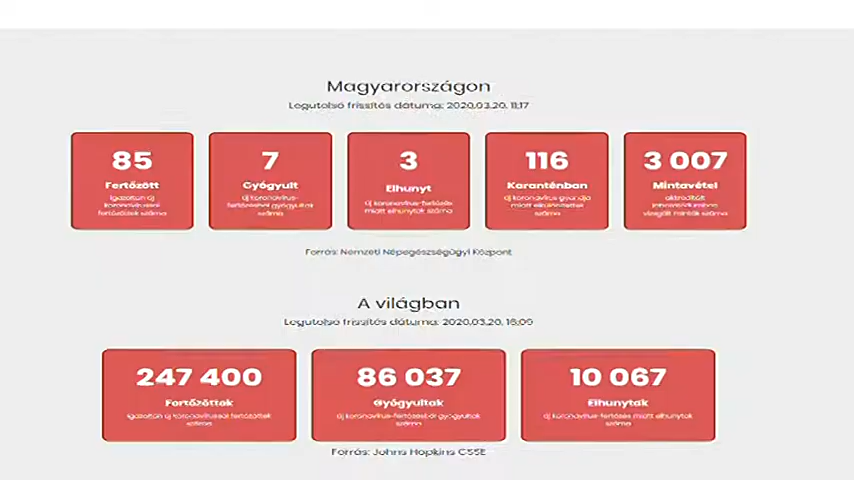 Magyarországon
Legutolsó frissítés dátuma: 2020.03.20. 11:17
85
Fertőzött
igazoltan új
koronavírussal
fertőzöttek száma
7
Gyógyult
új koronavírus-
fertőzésből gyógyultak
száma
3
Elhunyt
új koronavírus-fertőzés
miatt elhunytak száma
116
Karanténban
új koronavírus gyanúja
miatt elkülönítettek
száma
3 007
Mintavétel
akkreditált
laboratóriumban
vizsgált minták száma
Forrás: Nemzeti Népegészségügyi Központ
A világban
Legutolsó frissítés dátuma: 2020.03.20.
247 400
Fertőzöttek
igazoltan új koronavírussal fertőzöttek
száma
86 037
Gyógyultak
új koronavírus-fertőzésből gyógyultak
száma
10 067
Elhunytak
új koronavírus-fertőzés miatt elhunytak
száma
Forrás: Johns Hopkins CSSE